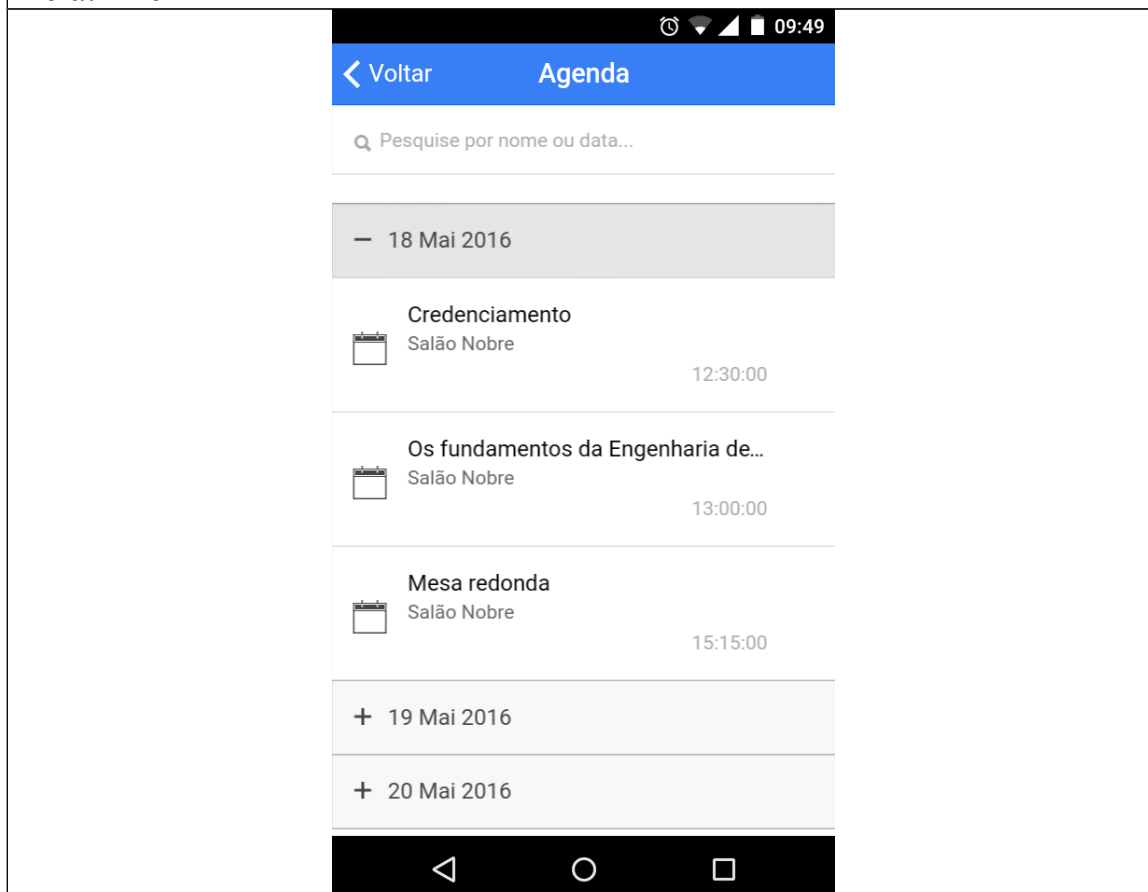 09:49
Voltar Agenda
Pesquise por nome ou data...
− 18 Mai 2016
Credenciamento
Salão Nobre
12:30:00
Os fundamentos da Engenharia de...
Salão Nobre
13:00:00
Mesa redonda
Salão Nobre
15:15:00
+ 19 Mai 2016
+ 20 Mai 2016